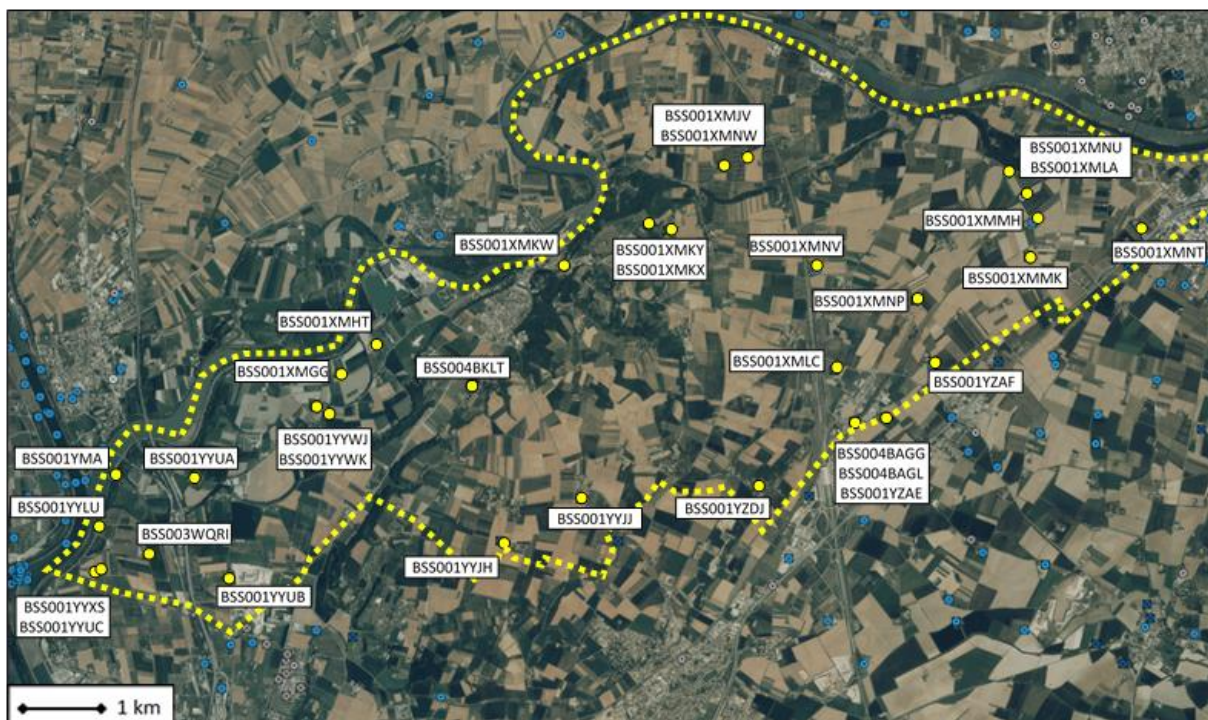 BSS001XMJV
BSS001XMNW
BSS001XMNU
BSS001XMLA
BSS001XMMH
BSS001XMKW
BSS001XMKY
BSS001XMKX
BSS001XMNV
BSS001XMNT
BSS001XMMK
BSS001XMNP
BSS001XMHT
BSS001XMGG
BSS004BKLT
BSS001XMLC
BSS001YZAF
BSS001YYWJ
BSS001YYWK
BSS001YMA
BSS001YYUA
BSS004BAGG
BSS004BAGL
BSS001YZAE
BSS001YYLU
BSS003WQRI
BSS001YYJJ
BSS001YZDJ
BSS001YYJH
BSS001YYUB
BSS001YYXS
BSS001YYUC
1 km